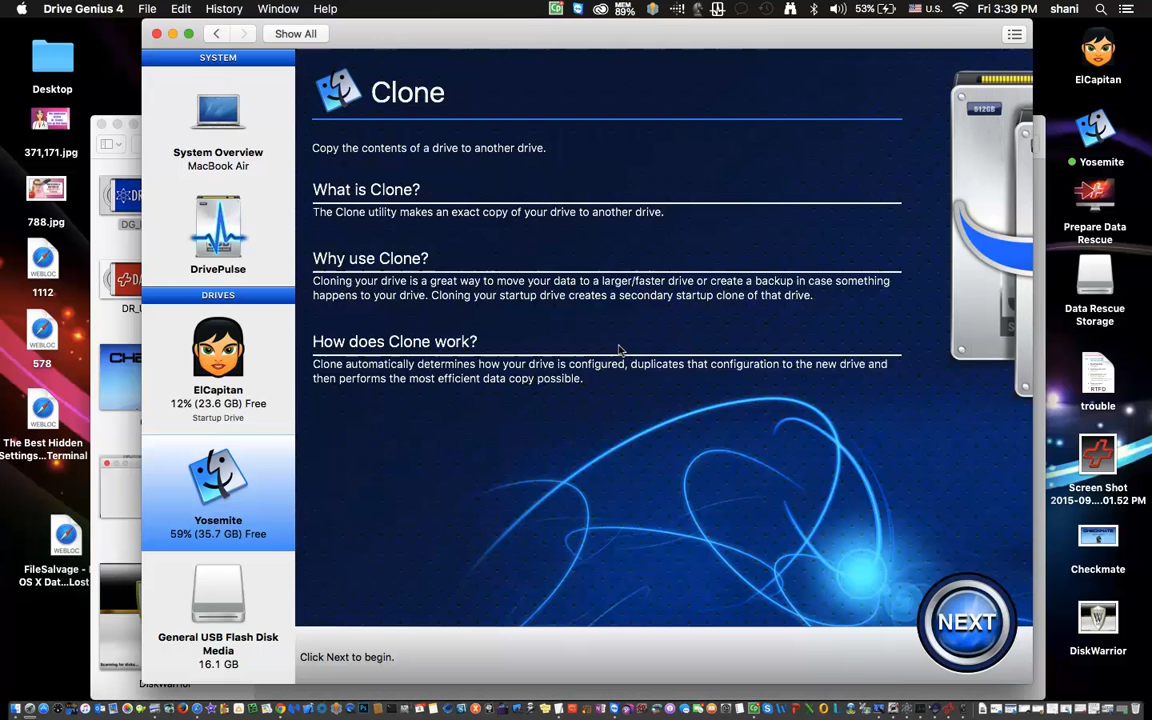 Drive Genius 4 File Edit History Window Help MEM 89% 53% U.S. Fri 3:39 PM shani
Show All
SYSTEM
System Overview
MacBook Air
DrivePulse
DRIVES
ElCapitan
12% (23.6 GB) Free
Startup Drive
Yosemite
59% (35.7 GB) Free
General USB Flash Disk
Media
16.1 GB
Clone
Copy the contents of a drive to another drive.
What is Clone?
The Clone utility makes an exact copy of your drive to another drive.
Why use Clone?
Cloning your drive is a great way to move your data to a larger/faster drive or create a backup in case something
happens to your drive. Cloning your startup drive creates a secondary startup clone of that drive.
How does Clone work?
Clone automatically determines how your drive is configured, duplicates that configuration to the new drive and
then performs the most efficient data copy possible.
512GB
NEXT
Click Next to begin.
Desktop
371,171.jpg
788.jpg
WEBLOC
1112
WEBLOC
578
WEBLOC
The Best Hidden
Settings...Terminal
WEBLOC
FileSalvage -
OS X Dat...Lost
DiskWarrior
ElCapitan
Yosemite
Prepare Data
Rescue
Data Rescue
Storage
RTFD
trouble
Screen Shot
2015-09....01.52 PM
Checkmate
DiskWarrior